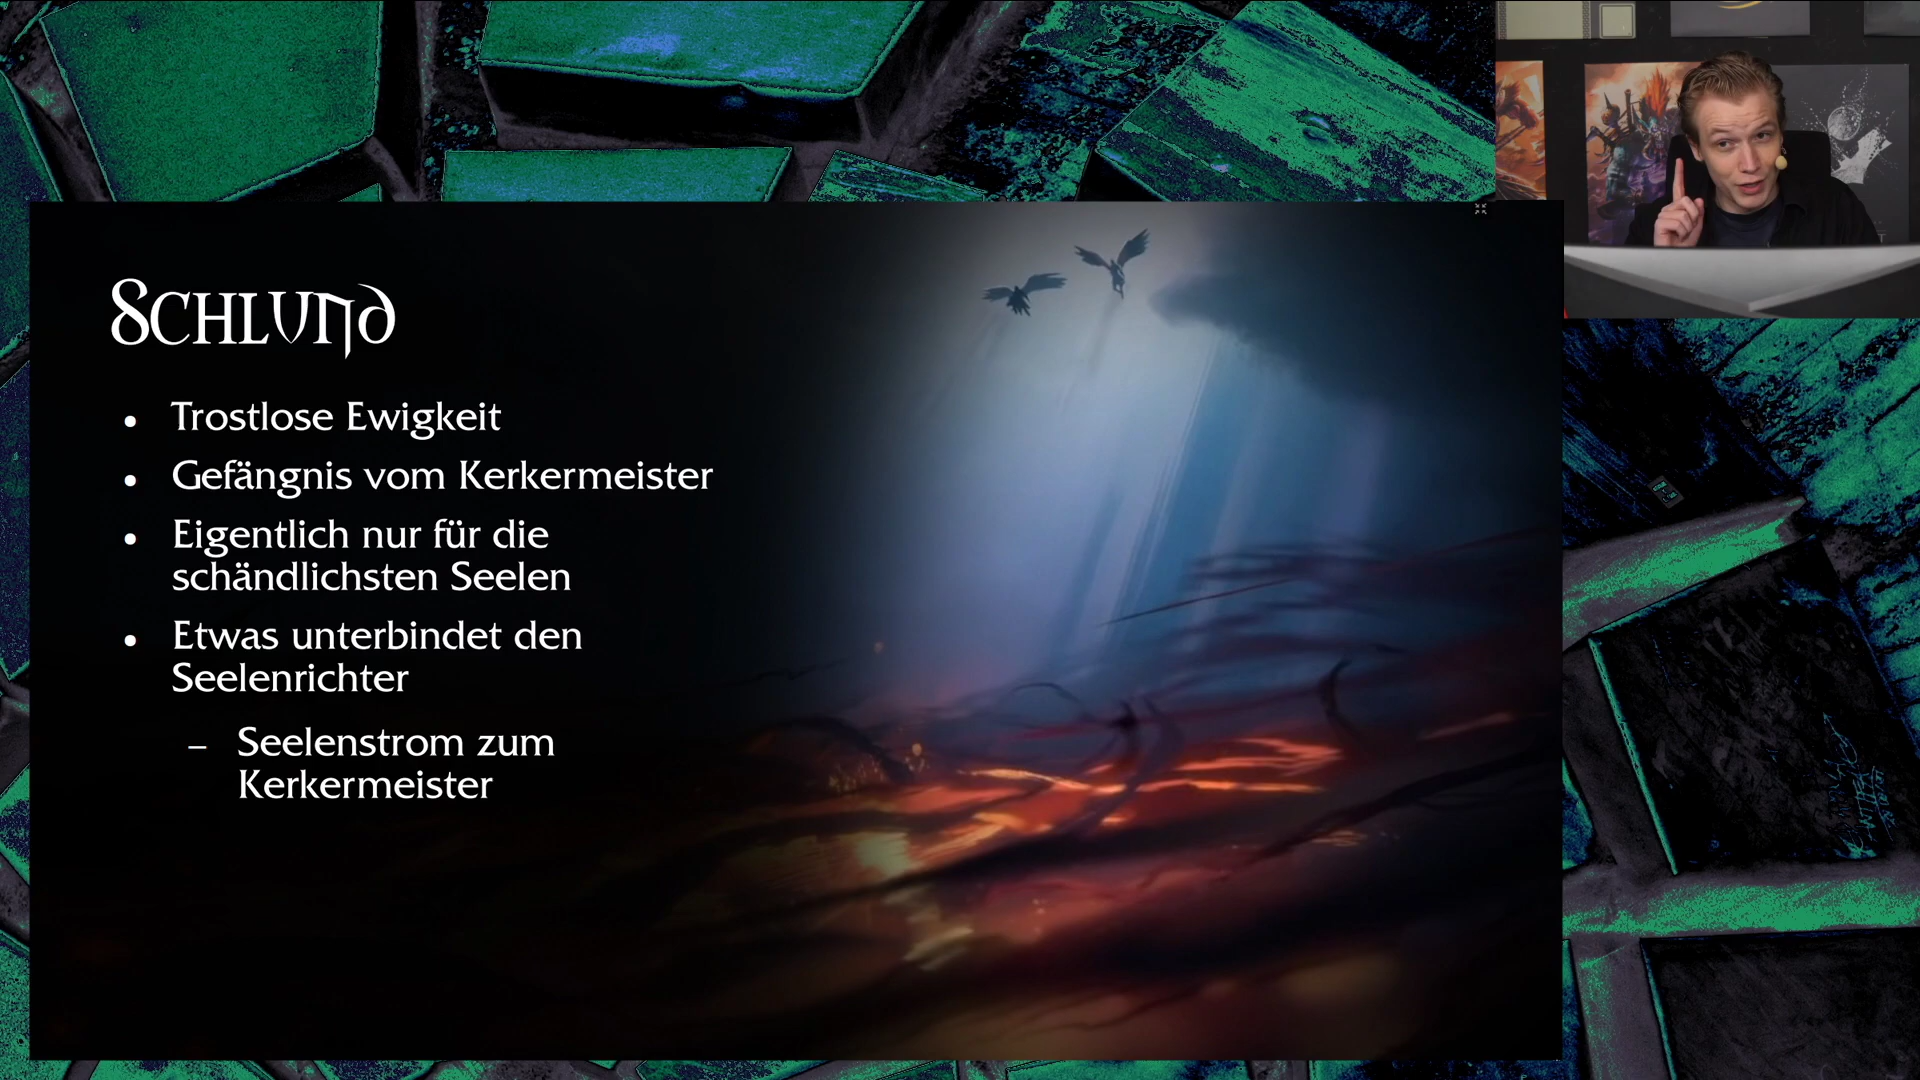 Schlund
• Trostlose Ewigkeit
• Gefängnis vom Kerkermeister
• Eigentlich nur für die
schändlichsten Seelen
• Etwas unterbindet den
Seelenrichter
– Seelenstrom zum
Kerkermeister